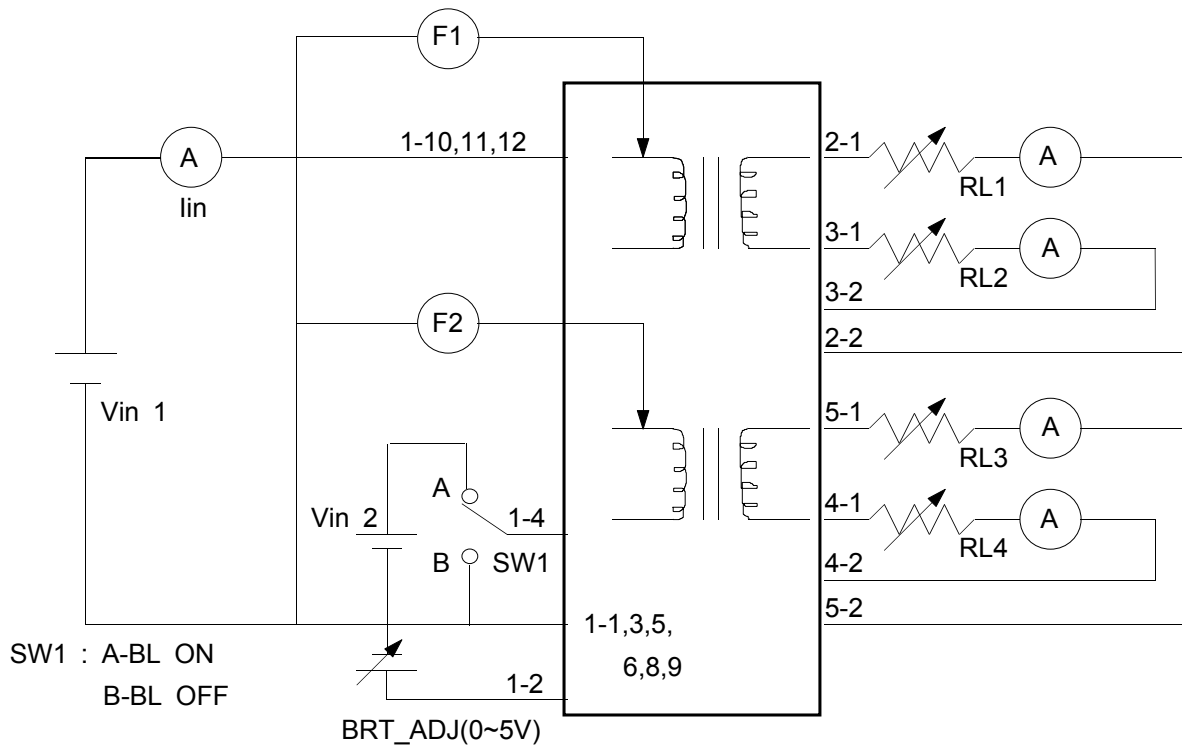 F1
A
Iin
1-10,11,12
2-1
RL1
A
3-1
RL2
A
3-2
F2
2-2
Vin 1
5-1
RL3
A
A
Vin 2
1-4
B
SW1
4-1
RL4
A
4-2
5-2
1-1,3,5,
6,8,9
SW1 : A-BL ON
B-BL OFF
1-2
BRT_ADJ(0~5V)